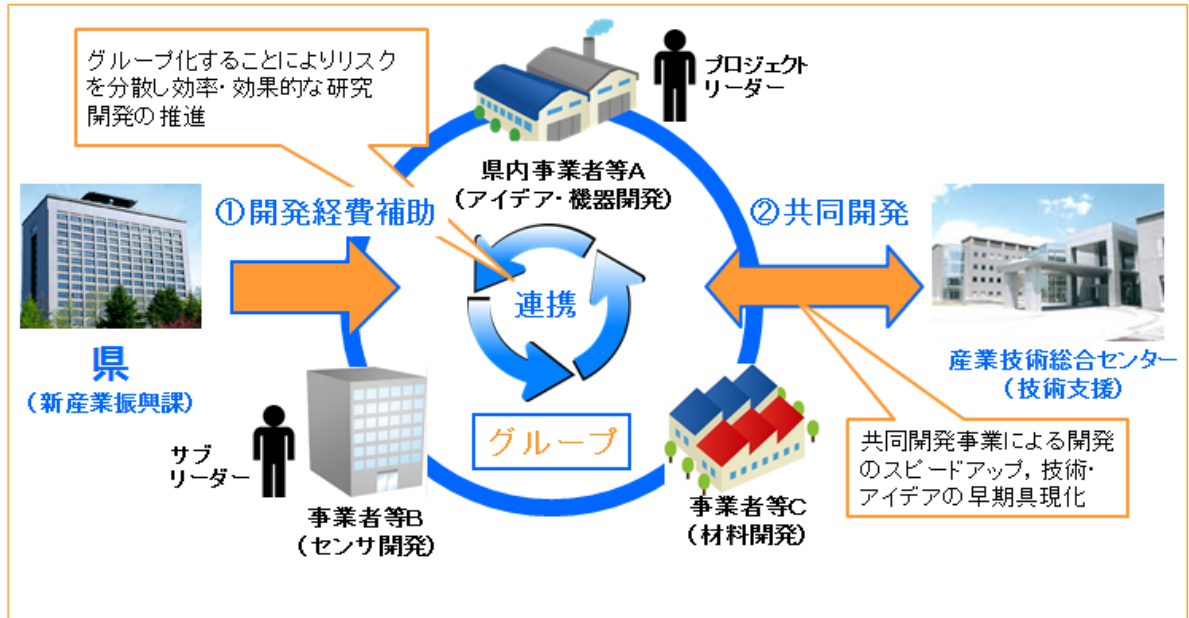 グループ化することによりリスク
を分散し効率・効果的な研究
開発の推進
プロジェクト
リーダー
県内事業者等A
(アイデア・機器開発)
①開発経費補助
②共同開発
連携
県
(新産業振興課)
産業技術総合センター
(技術支援)
グループ
サブ
リーダー
事業者等B
(センサ開発)
事業者等C
(材料開発)
共同開発事業による開発
のスピードアップ，技術・
アイデアの早期具現化